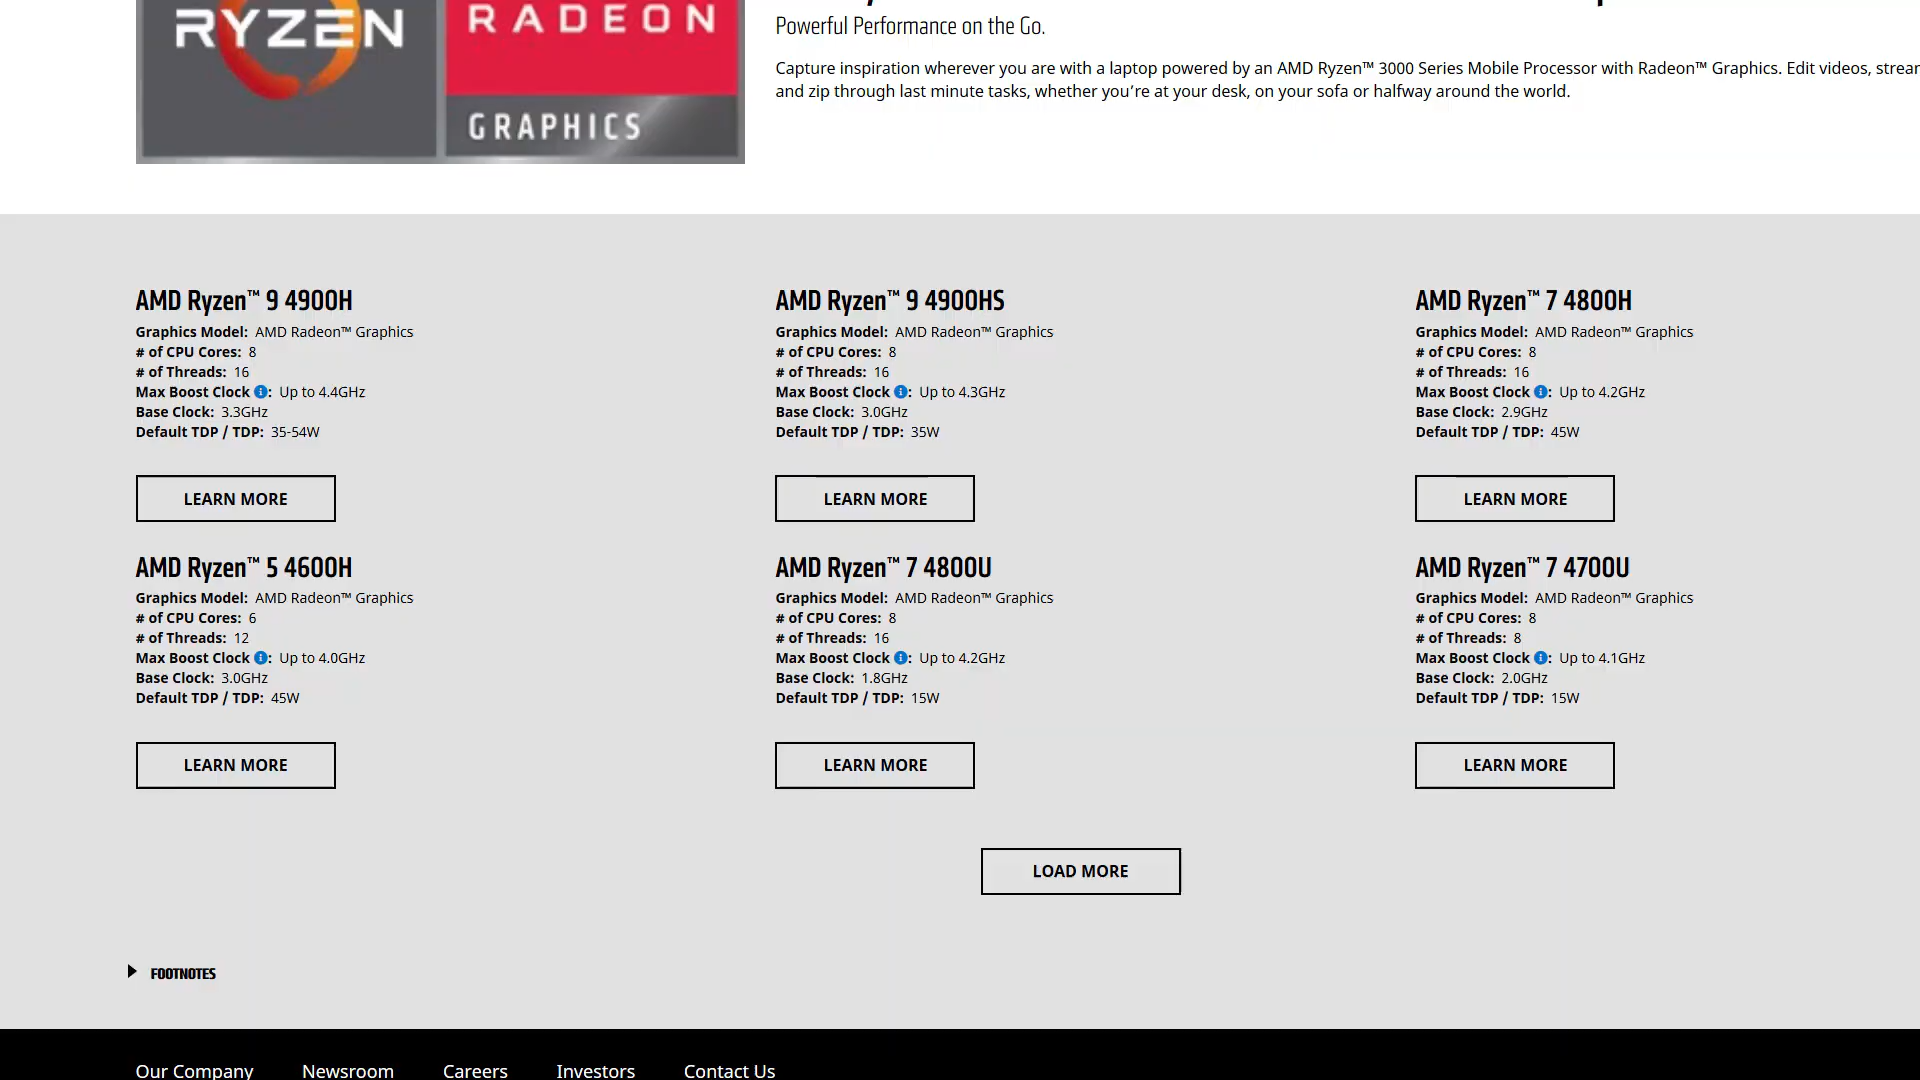 RYZEN
RADEON
GRAPHICS
Powerful Performance on the Go.
Capture inspiration wherever you are with a laptop powered by an AMD Ryzen™ 3000 Series Mobile Processor with Radeon™ Graphics. Edit videos,
and zip through last minute tasks, whether you’re at your desk, on your sofa or halfway around the world.
AMD Ryzen™ 9 4900H
Graphics Model: AMD Radeon™ Graphics
# of CPU Cores: 8
# of Threads: 16
Max Boost Clock i: Up to 4.4GHz
Base Clock: 3.3GHz
Default TDP / TDP: 35-54W
LEARN MORE
AMD Ryzen™ 9 4900HS
Graphics Model: AMD Radeon™ Graphics
# of CPU Cores: 8
# of Threads: 16
Max Boost Clock i: Up to 4.3GHz
Base Clock: 3.0GHz
Default TDP / TDP: 35W
LEARN MORE
AMD Ryzen™ 7 4800H
Graphics Model: AMD Radeon™ Graphics
# of CPU Cores: 8
# of Threads: 16
Max Boost Clock i: Up to 4.2GHz
Base Clock: 2.9GHz
Default TDP / TDP: 45W
LEARN MORE
AMD Ryzen™ 5 4600H
Graphics Model: AMD Radeon™ Graphics
# of CPU Cores: 6
# of Threads: 12
Max Boost Clock i: Up to 4.0GHz
Base Clock: 3.0GHz
Default TDP / TDP: 45W
LEARN MORE
AMD Ryzen™ 7 4800U
Graphics Model: AMD Radeon™ Graphics
# of CPU Cores: 8
# of Threads: 16
Max Boost Clock i: Up to 4.2GHz
Base Clock: 1.8GHz
Default TDP / TDP: 15W
LEARN MORE
AMD Ryzen™ 7 4700U
Graphics Model: AMD Radeon™ Graphics
# of CPU Cores: 8
# of Threads: 8
Max Boost Clock i: Up to 4.1GHz
Base Clock: 2.0GHz
Default TDP / TDP: 15W
LEARN MORE
LOAD MORE
FOOTNOTES
Our Company Newsroom Careers Investors Contact Us